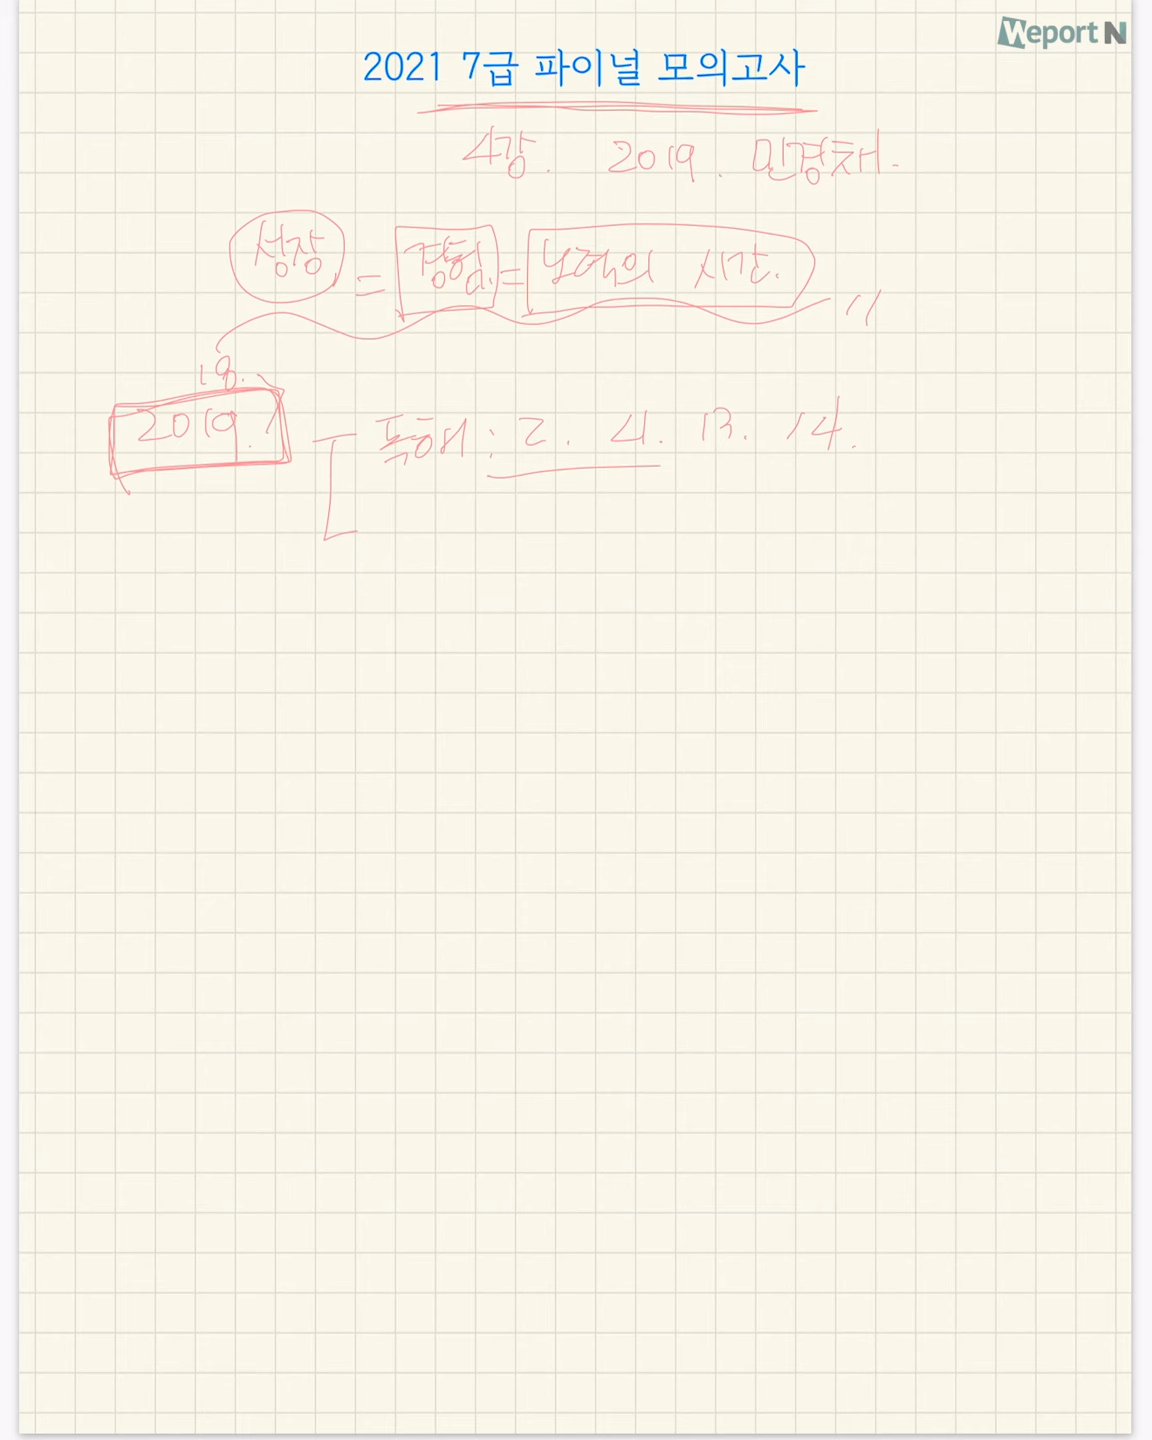 Weport N
2021 7급 파이널 모의고사
4강. 2019. 민경채.
성장 = 경험. = 노력의 시간.
18.
2019.
독해 : 2. 4. 13. 14.